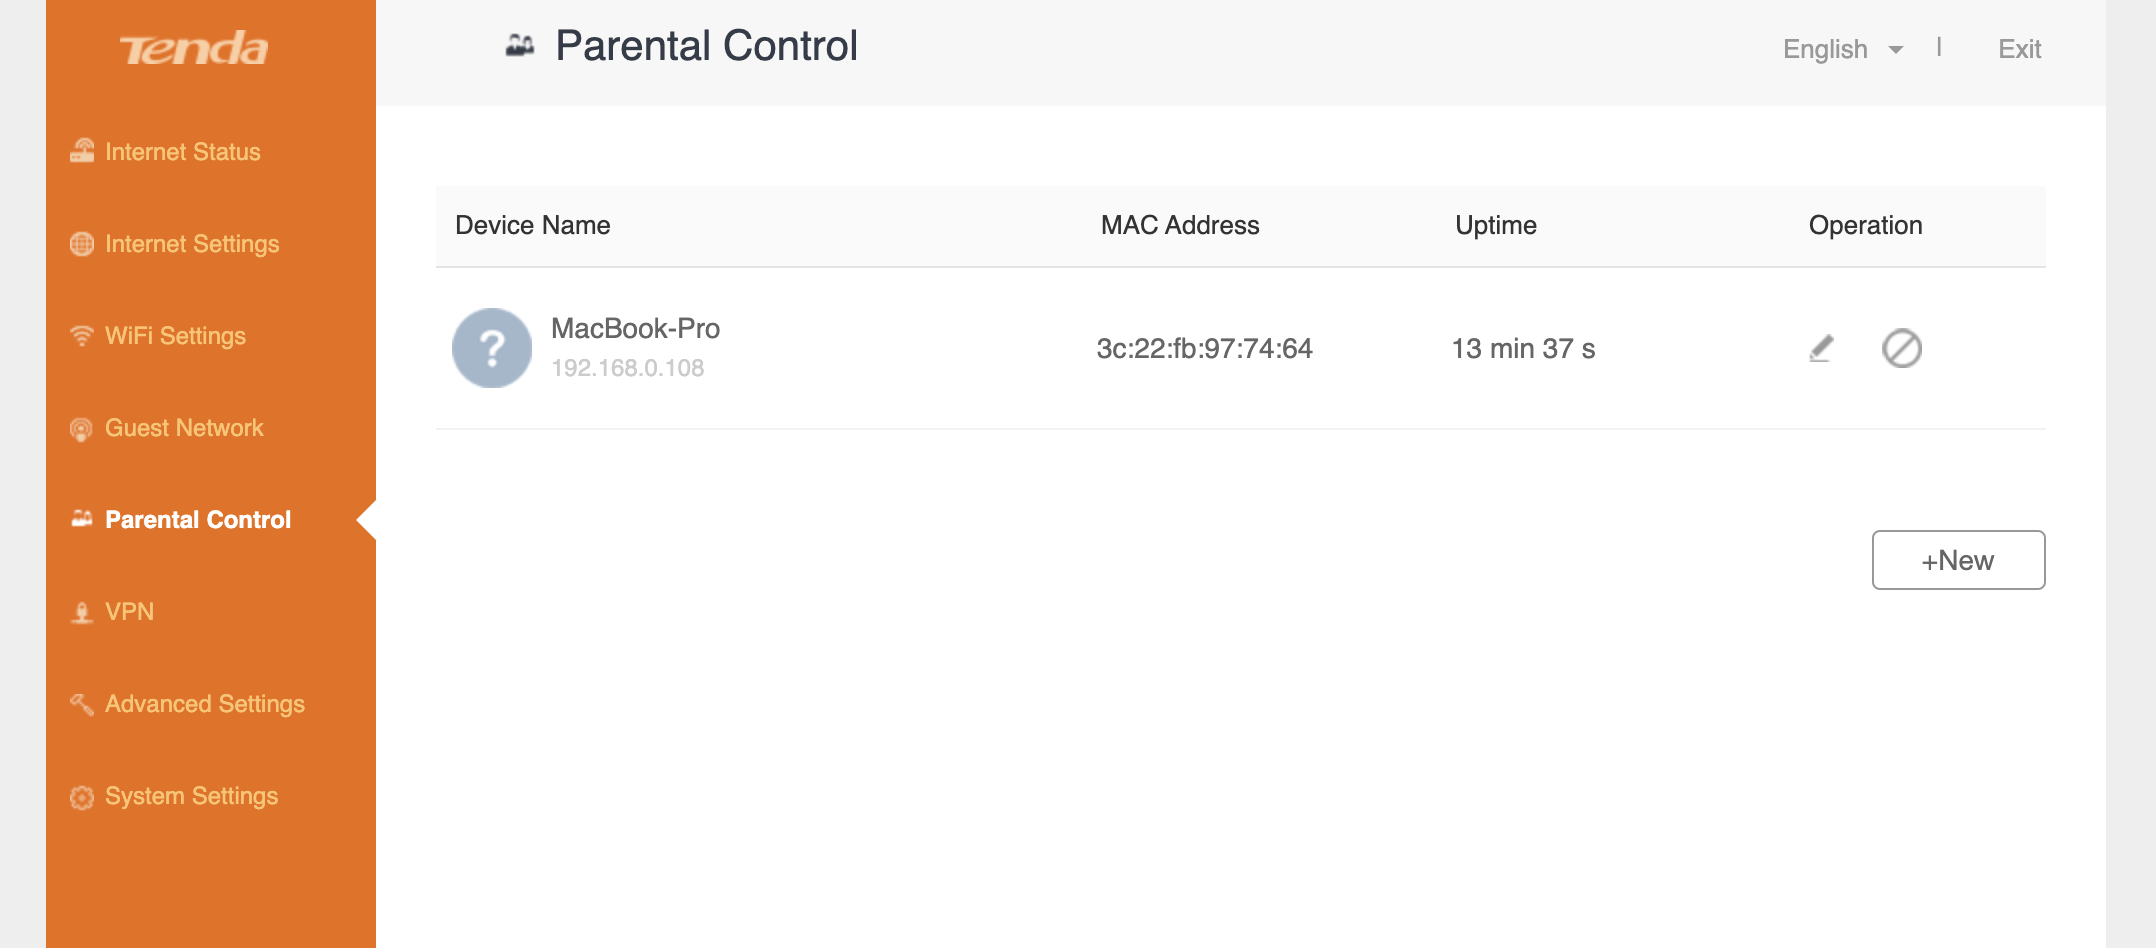 Tenda
Parental Control
English
Exit
Internet Status
Internet Settings
WiFi Settings
Guest Network
Parental Control
VPN
Advanced Settings
System Settings
Device Name MAC Address Uptime Operation
MacBook-Pro
192.168.0.108
3c:22:fb:97:74:64
13 min 37 s
+New